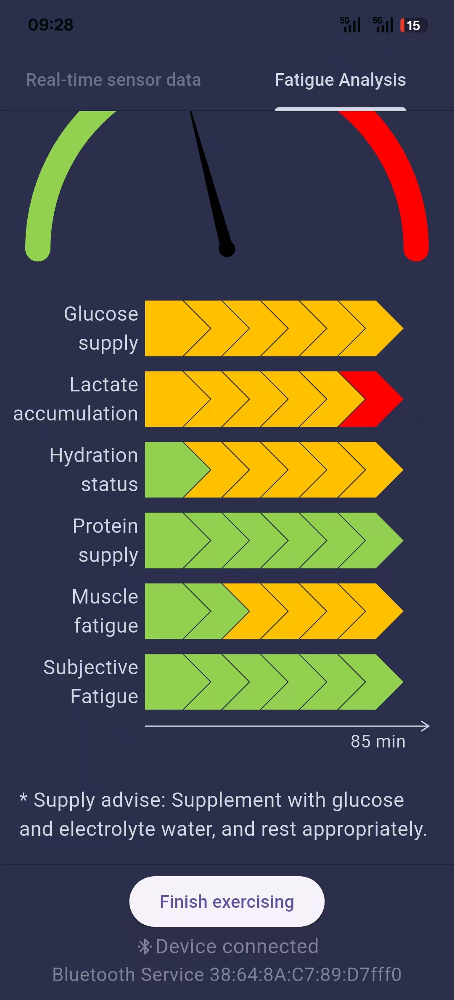 09:28
5G 5G 15
Real-time sensor data Fatigue Analysis
Glucose
supply
Lactate
accumulation
Hydration
status
Protein
supply
Muscle
fatigue
Subjective
Fatigue
85 min
* Supply advise: Supplement with glucose
and electrolyte water, and rest appropriately.
Finish exercising
Device connected
Bluetooth Service 38:64:8A:C7:89:D7fff0